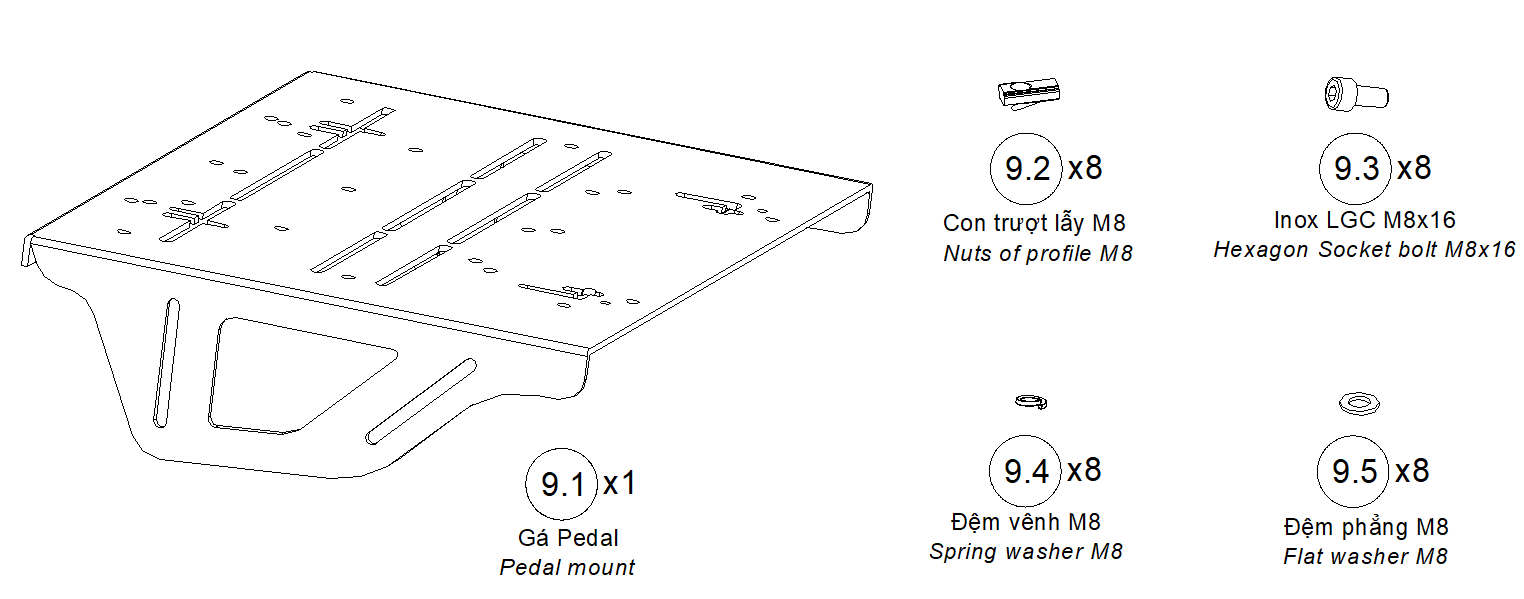 9.2 x8
Con trượt lẫy M8
Nuts of profile M8
9.3 x8
Inox LGC M8x16
Hexagon Socket bolt M8x16
9.1 x1
Gá Pedal
Pedal mount
9.4 x8
Đệm vênh M8
Spring washer M8
9.5 x8
Đệm phẳng M8
Flat washer M8